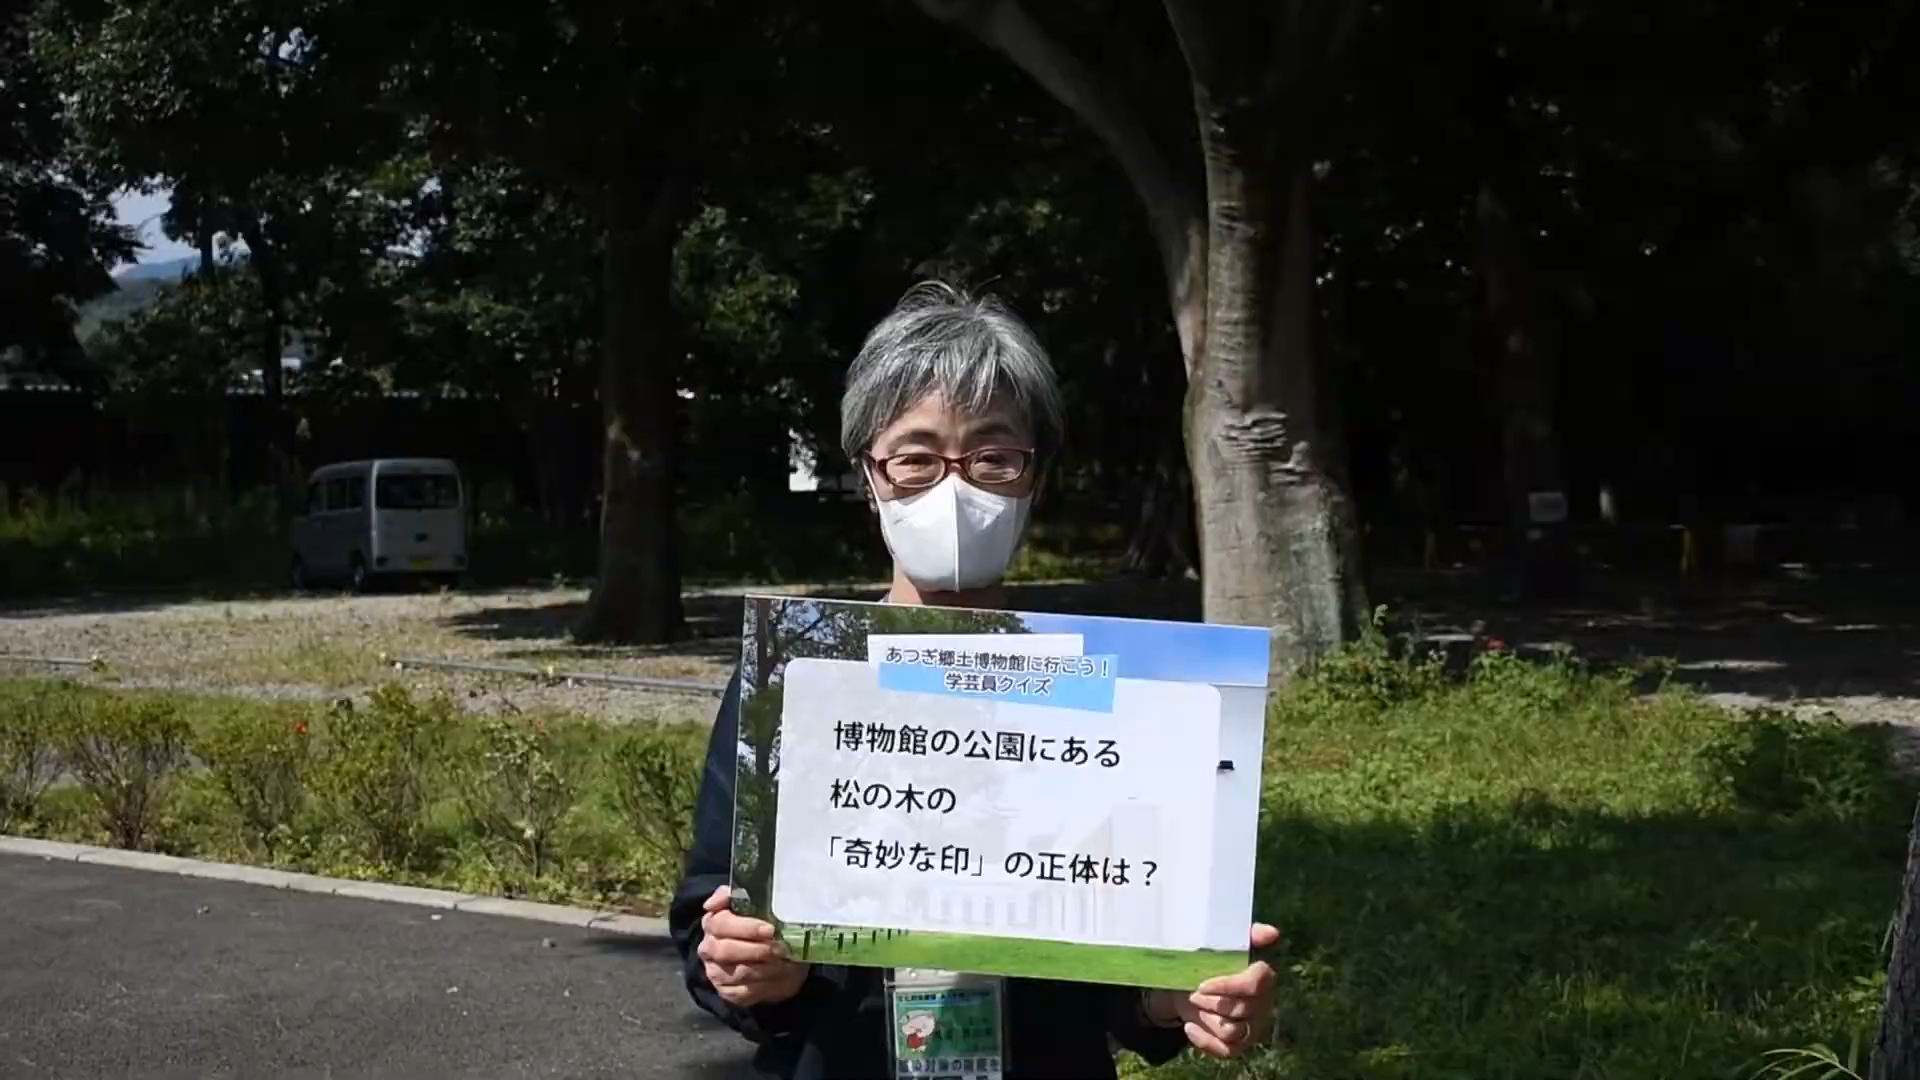 あつぎ郷土博物館に行こう！
学芸員クイズ
博物館の公園にある
松の木の
「奇妙な印」の正体は？